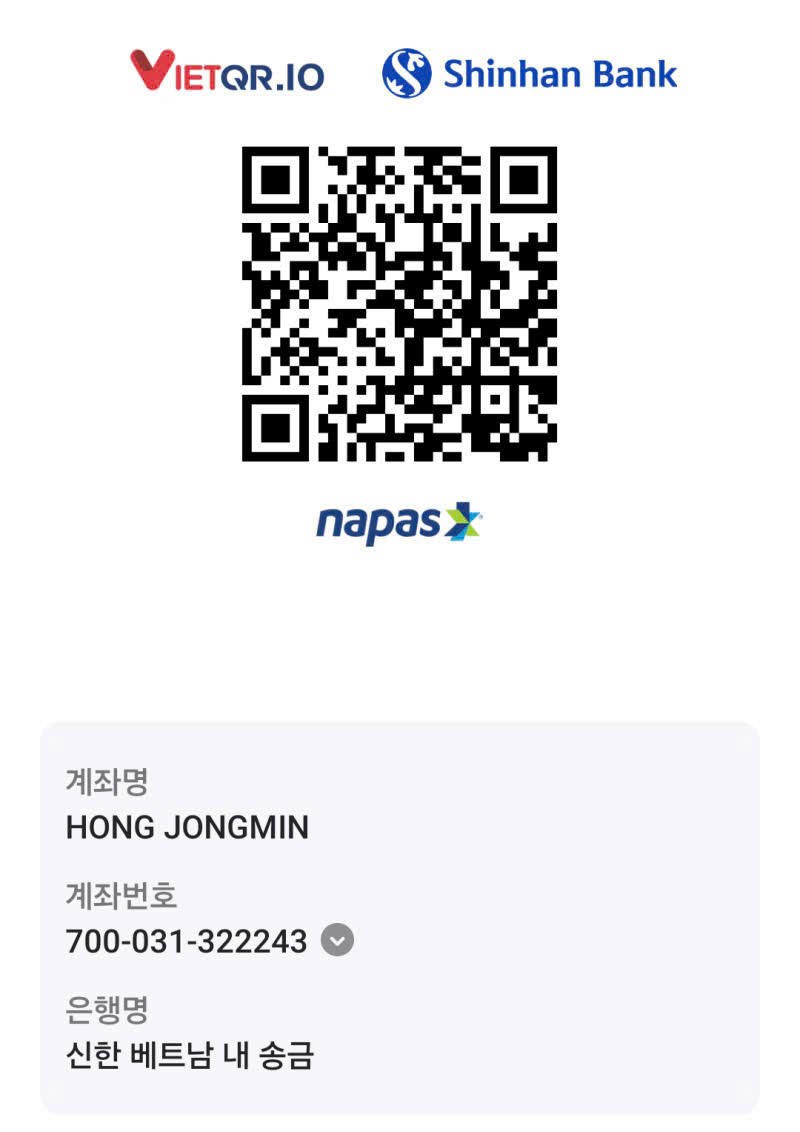 VIETQR.IO
Shinhan Bank
napas
계좌명
HONG JONGMIN
계좌번호
700-031-322243
은행명
신한 베트남 내 송금